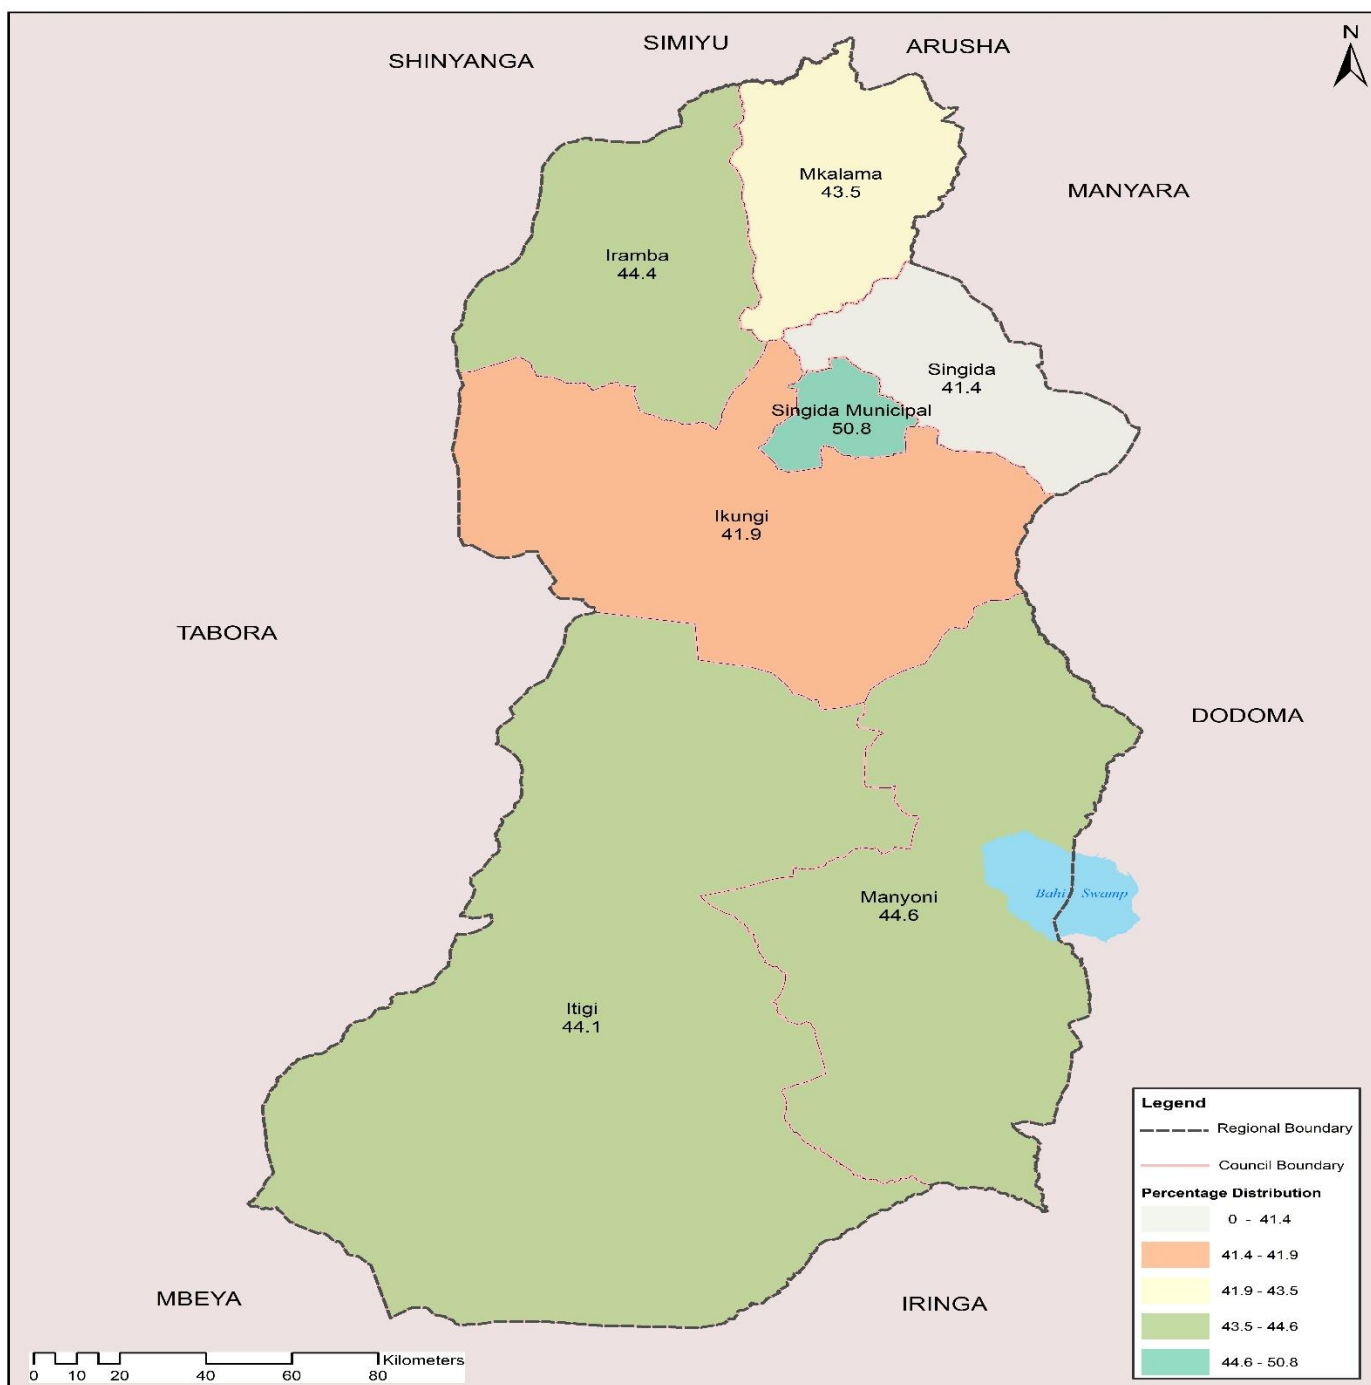 SIMIYU
ARUSHA
SHINYANGA
N
Mkalama
43.5
MANYARA
Iramba
44.4
Singida
41.4
Singida Municipal
50.8
Ikungi
41.9
TABORA
DODOMA
Bahi Swamp
Manyoni
44.6
Itigi
44.1
MBEYA
IRINGA
Legend
Regional Boundary
Council Boundary
Percentage Distribution
0 - 41.4
41.4 - 41.9
41.9 - 43.5
43.5 - 44.6
44.6 - 50.8
Kilometers
0 10 20 40 60 80